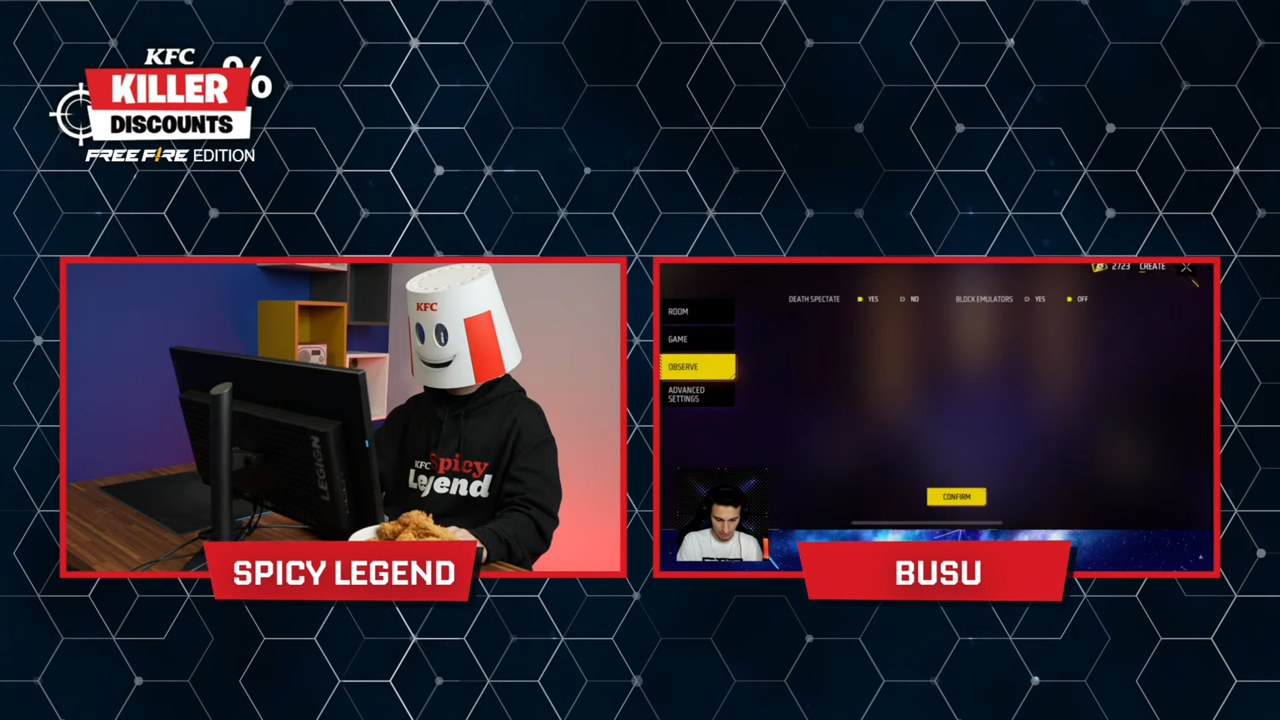 KFC
%
KILLER
DISCOUNTS
FREE FIRE EDITION
KFC
LEGION
KFC Spicy
Legend
SPICY LEGEND
2723 CREATE
DEATH SPECTATE YES NO BLOCK EMULATORS YES OFF
ROOM
GAME
OBSERVE
ADVANCED
SETTINGS
CONFIRM
BUSU